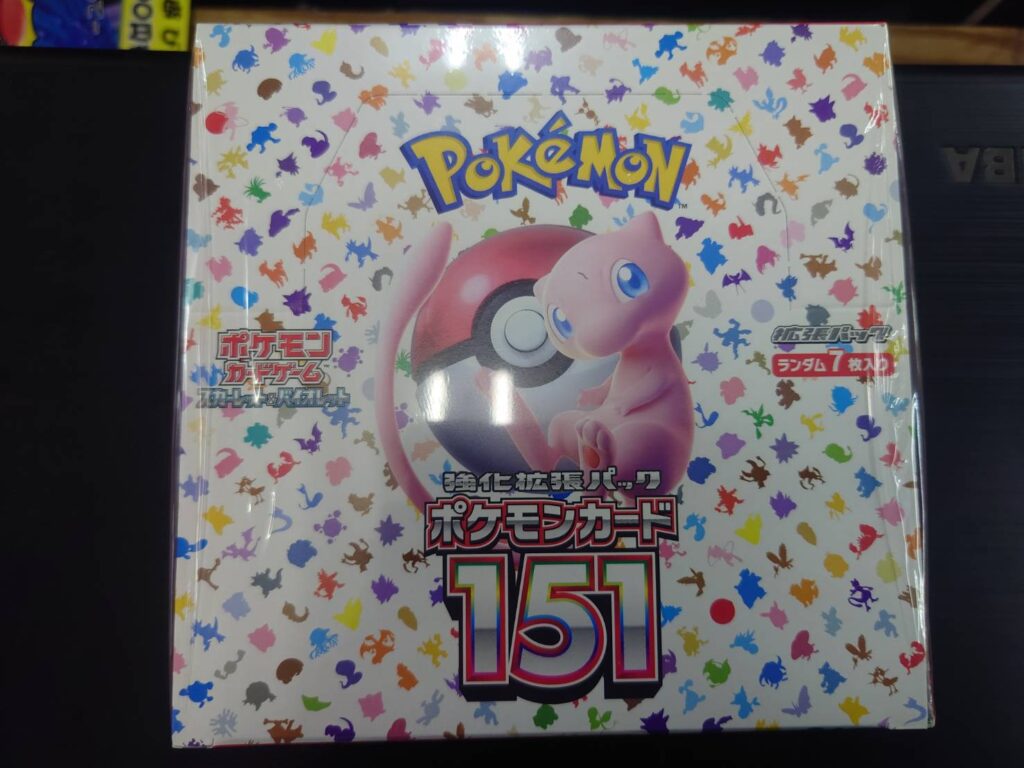 POKéMON
TM
ポケモン
カードゲーム
スカーレット&バイオレット
拡張パック
ランダム7枚入り
強化拡張パック
ポケモンカード
151